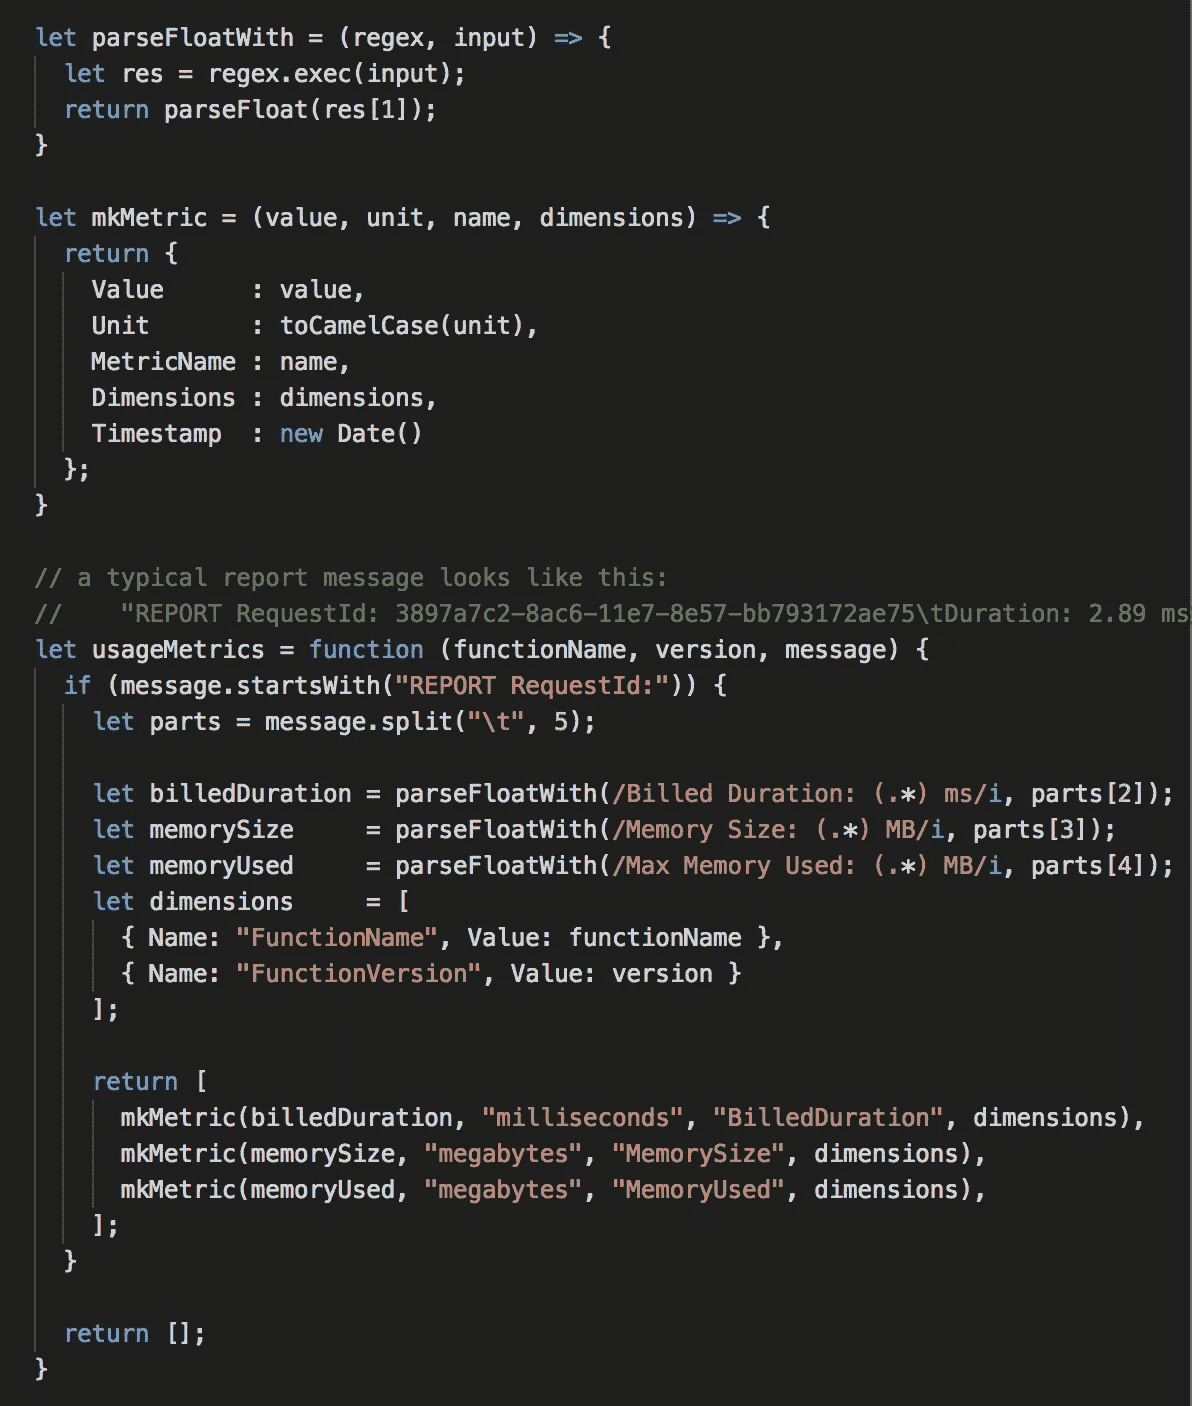 let parseFloatWith = (regex, input) => {
  let res = regex.exec(input);
  return parseFloat(res[1]);
}

let mkMetric = (value, unit, name, dimensions) => {
  return {
    Value      : value,
    Unit       : toCamelCase(unit),
    MetricName : name,
    Dimensions : dimensions,
    Timestamp  : new Date()
  };
}

// a typical report message looks like this:
//    "REPORT RequestId: 3897a7c2-8ac6-11e7-8e57-bb793172ae75\tDuration: 2.89 ms
let usageMetrics = function (functionName, version, message) {
  if (message.startsWith("REPORT RequestId:")) {
    let parts = message.split("\t", 5);

    let billedDuration = parseFloatWith(/Billed Duration: (.*) ms/i, parts[2]);
    let memorySize     = parseFloatWith(/Memory Size: (.*) MB/i, parts[3]);
    let memoryUsed     = parseFloatWith(/Max Memory Used: (.*) MB/i, parts[4]);
    let dimensions     = [
      { Name: "FunctionName", Value: functionName },
      { Name: "FunctionVersion", Value: version }
    ];

    return [
      mkMetric(billedDuration, "milliseconds", "BilledDuration", dimensions),
      mkMetric(memorySize, "megabytes", "MemorySize", dimensions),
      mkMetric(memoryUsed, "megabytes", "MemoryUsed", dimensions),
    ];
  }

  return [];
}